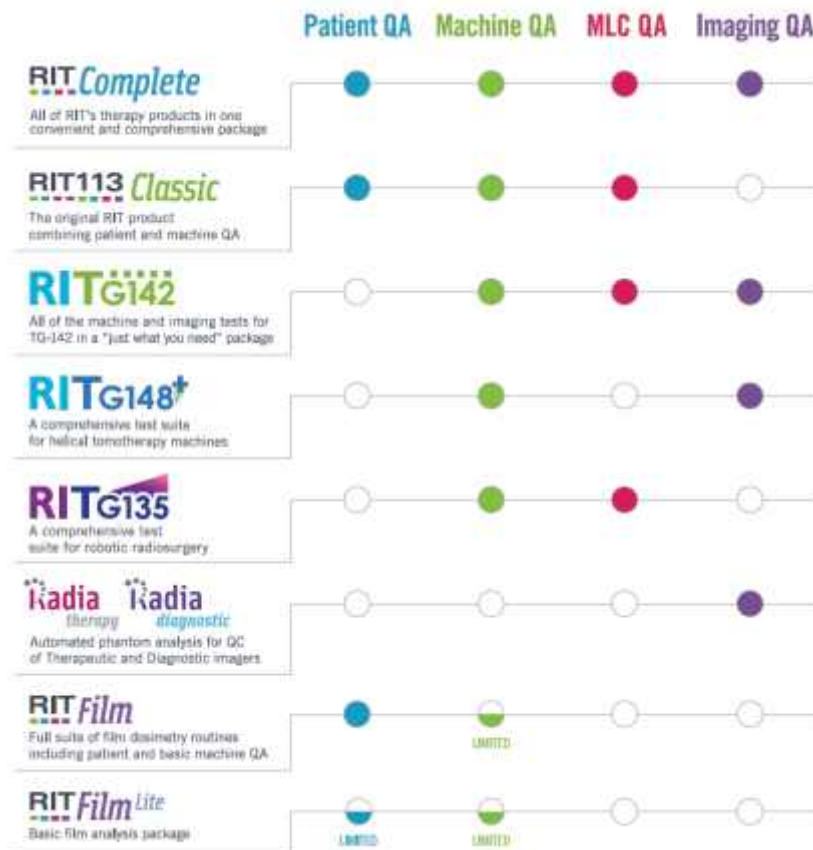 Patient QA Machine QA MLC QA Imaging QA
RIT Complete
All of RIT's therapy products in one
convenient and comprehensive package
RIT113 Classic
The original RIT product
combining patient and machine QA
RITG142
All of the machine and imaging tests for
TG-142 in a "just what you need" package
RITG148+
A comprehensive test suite
for helical tomotherapy machines
RITG135
A comprehensive test
suite for robotic radiosurgery
Radia Radia
therapy diagnostic
Automated phantom analysis for QC
of Therapeutic and Diagnostic imagers
RIT Film
Full suite of film dosimetry routines
including patient and basic machine QA
LIMITED
RIT Film Lite
Basic film analysis package
LIMITED LIMITED